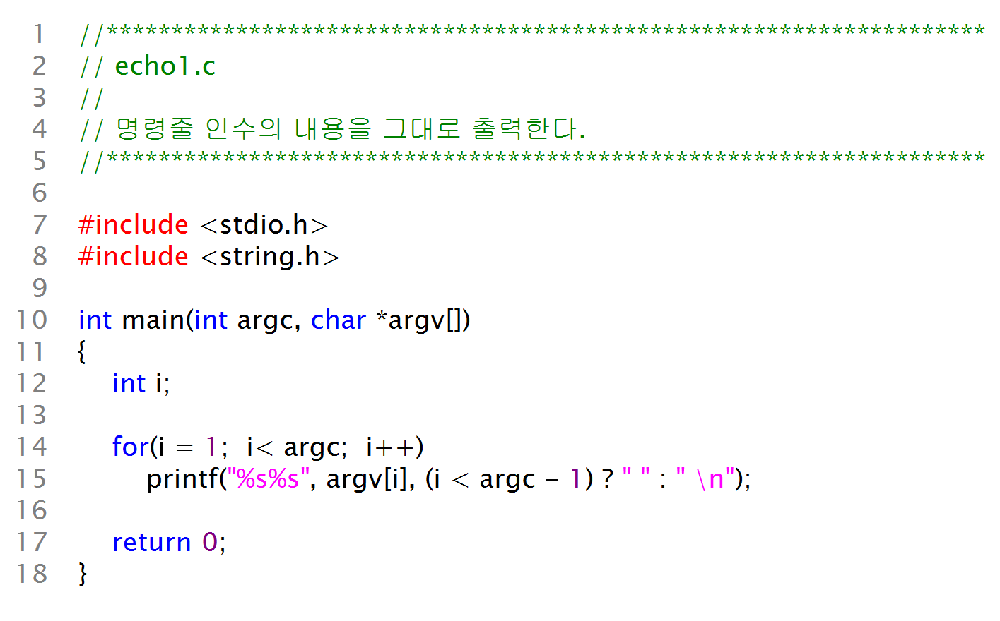 1 //********************************************************************
2 // echo1.c
3 //
4 // 명령줄 인수의 내용을 그대로 출력한다.
5 //********************************************************************
6
7 #include <stdio.h>
8 #include <string.h>
9
10 int main(int argc, char *argv[])
11 {
12 int i;
13
14 for(i = 1; i< argc; i++)
15 printf("%s%s", argv[i], (i < argc - 1) ? " " : " \n");
16
17 return 0;
18 }